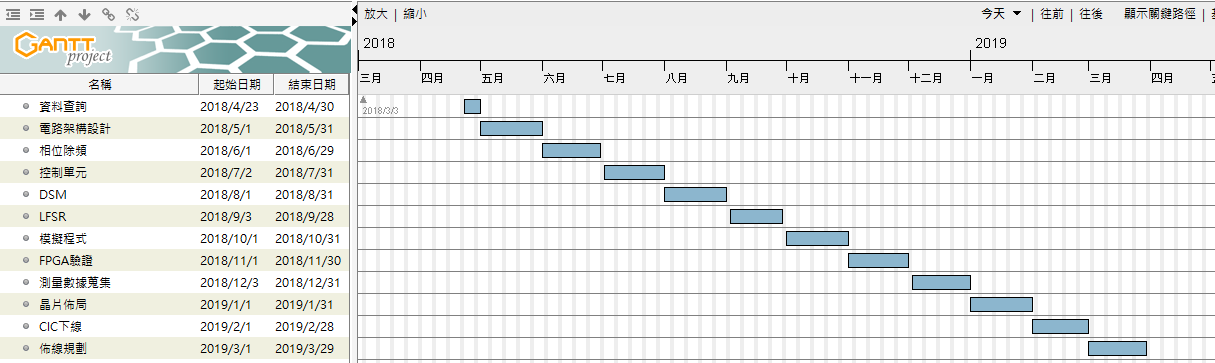 放大 | 縮小 今天 | 往前 | 往後 顯示關鍵路徑 |
GANTT project
2018 2019
三月 四月 五月 六月 七月 八月 九月 十月 十一月 十二月 一月 二月 三月 四月
名稱 起始日期 結束日期
2018/3/3
資料查詢 2018/4/23 2018/4/30
電路架構設計 2018/5/1 2018/5/31
相位除頻 2018/6/1 2018/6/29
控制單元 2018/7/2 2018/7/31
DSM 2018/8/1 2018/8/31
LFSR 2018/9/3 2018/9/28
模擬程式 2018/10/1 2018/10/31
FPGA驗證 2018/11/1 2018/11/30
測量數據蒐集 2018/12/3 2018/12/31
晶片佈局 2019/1/1 2019/1/31
CIC下線 2019/2/1 2019/2/28
佈線規劃 2019/3/1 2019/3/29